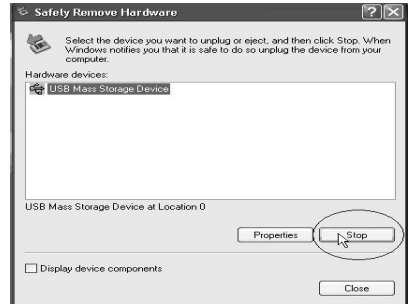 Safely Remove Hardware
Select the device you want to unplug or eject, and then click Stop. When
Windows notifies you that it is safe to do so unplug the device from your
computer.
Hardware devices:
USB Mass Storage Device
USB Mass Storage Device at Location 0
Properties
Stop
Display device components
Close